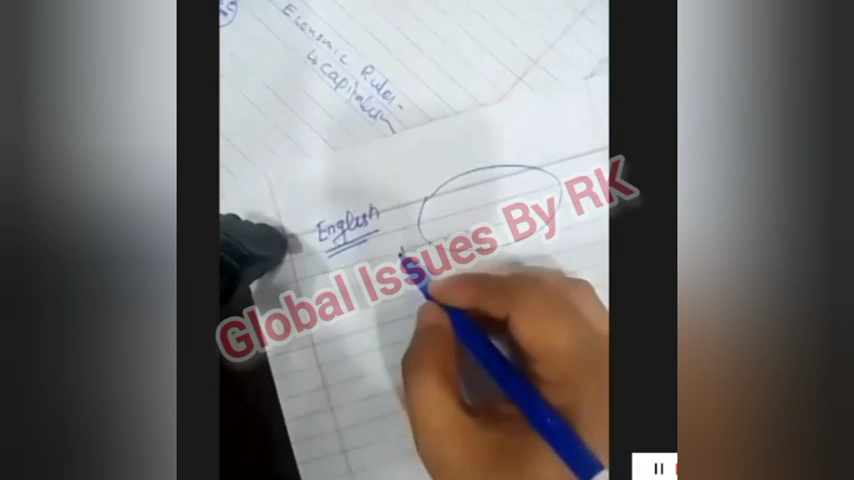 Economic Rules -
↳ Capitalism
English
Global Issues By RK